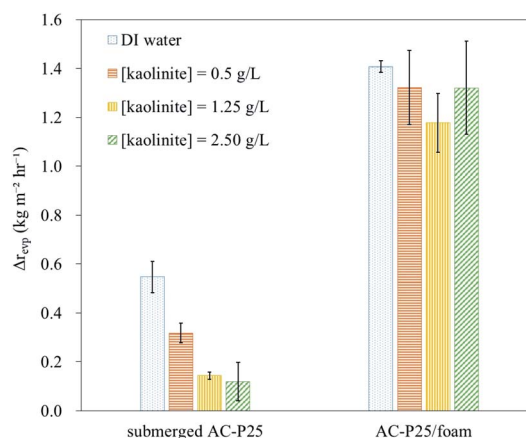 Δr_evp (kg m⁻² hr⁻¹)
1.6
1.4
1.2
1.0
0.8
0.6
0.4
0.2
0.0
DI water
[kaolinite] = 0.5 g/L
[kaolinite] = 1.25 g/L
[kaolinite] = 2.50 g/L
submerged AC-P25
AC-P25/foam